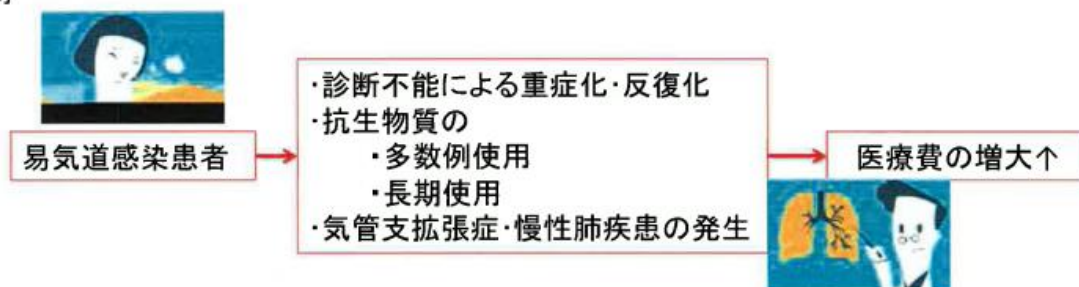 易気道感染患者
・診断不能による重症化・反復化
・抗生物質の
・多数例使用
・長期使用
・気管支拡張症・慢性肺疾患の発生
医療費の増大↑